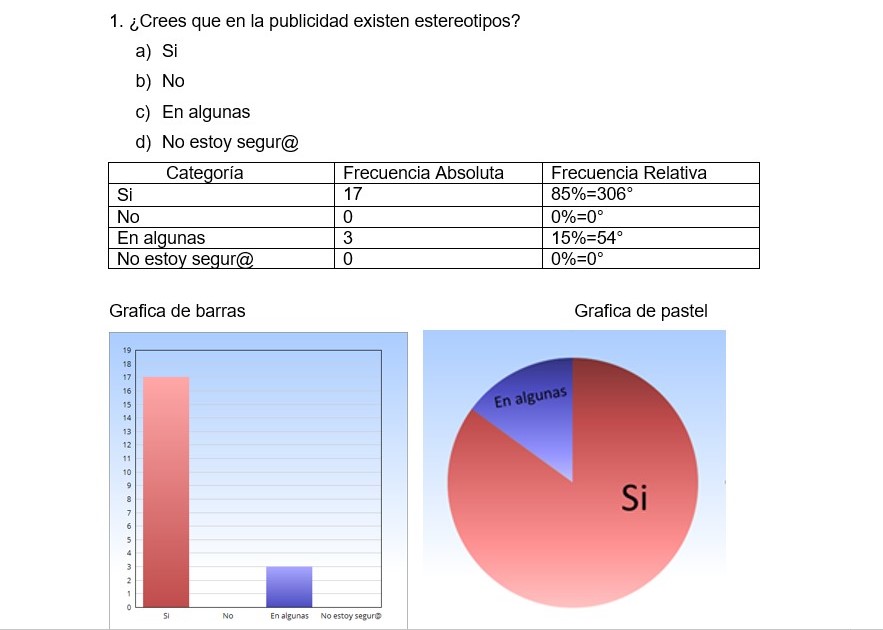 1. ¿Crees que en la publicidad existen estereotipos?
a) Si
b) No
c) En algunas
d) No estoy segur@
Categoría Frecuencia Absoluta Frecuencia Relativa
Si 17 85%=306°
No 0 0%=0°
En algunas 3 15%=54°
No estoy segur@ 0 0%=0°
Grafica de barras Grafica de pastel
19
18
17
16
15
14
13
12
11
10
9
8
7
6
5
4
3
2
1
0
Si No En algunas No estoy segur@
En algunas
Si